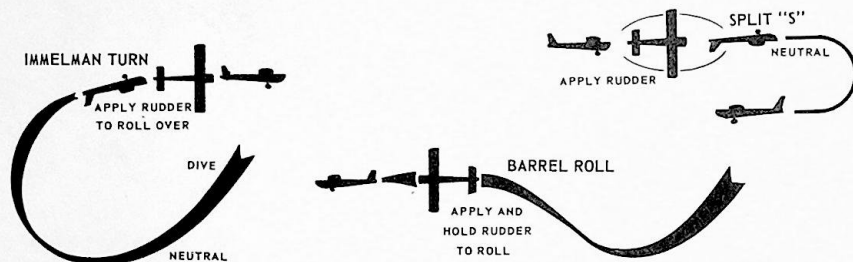 IMMELMAN TURN
APPLY RUDDER
TO ROLL OVER
DIVE
NEUTRAL
SPLIT "S"
NEUTRAL
APPLY RUDDER
BARREL ROLL
APPLY AND
HOLD RUDDER
TO ROLL